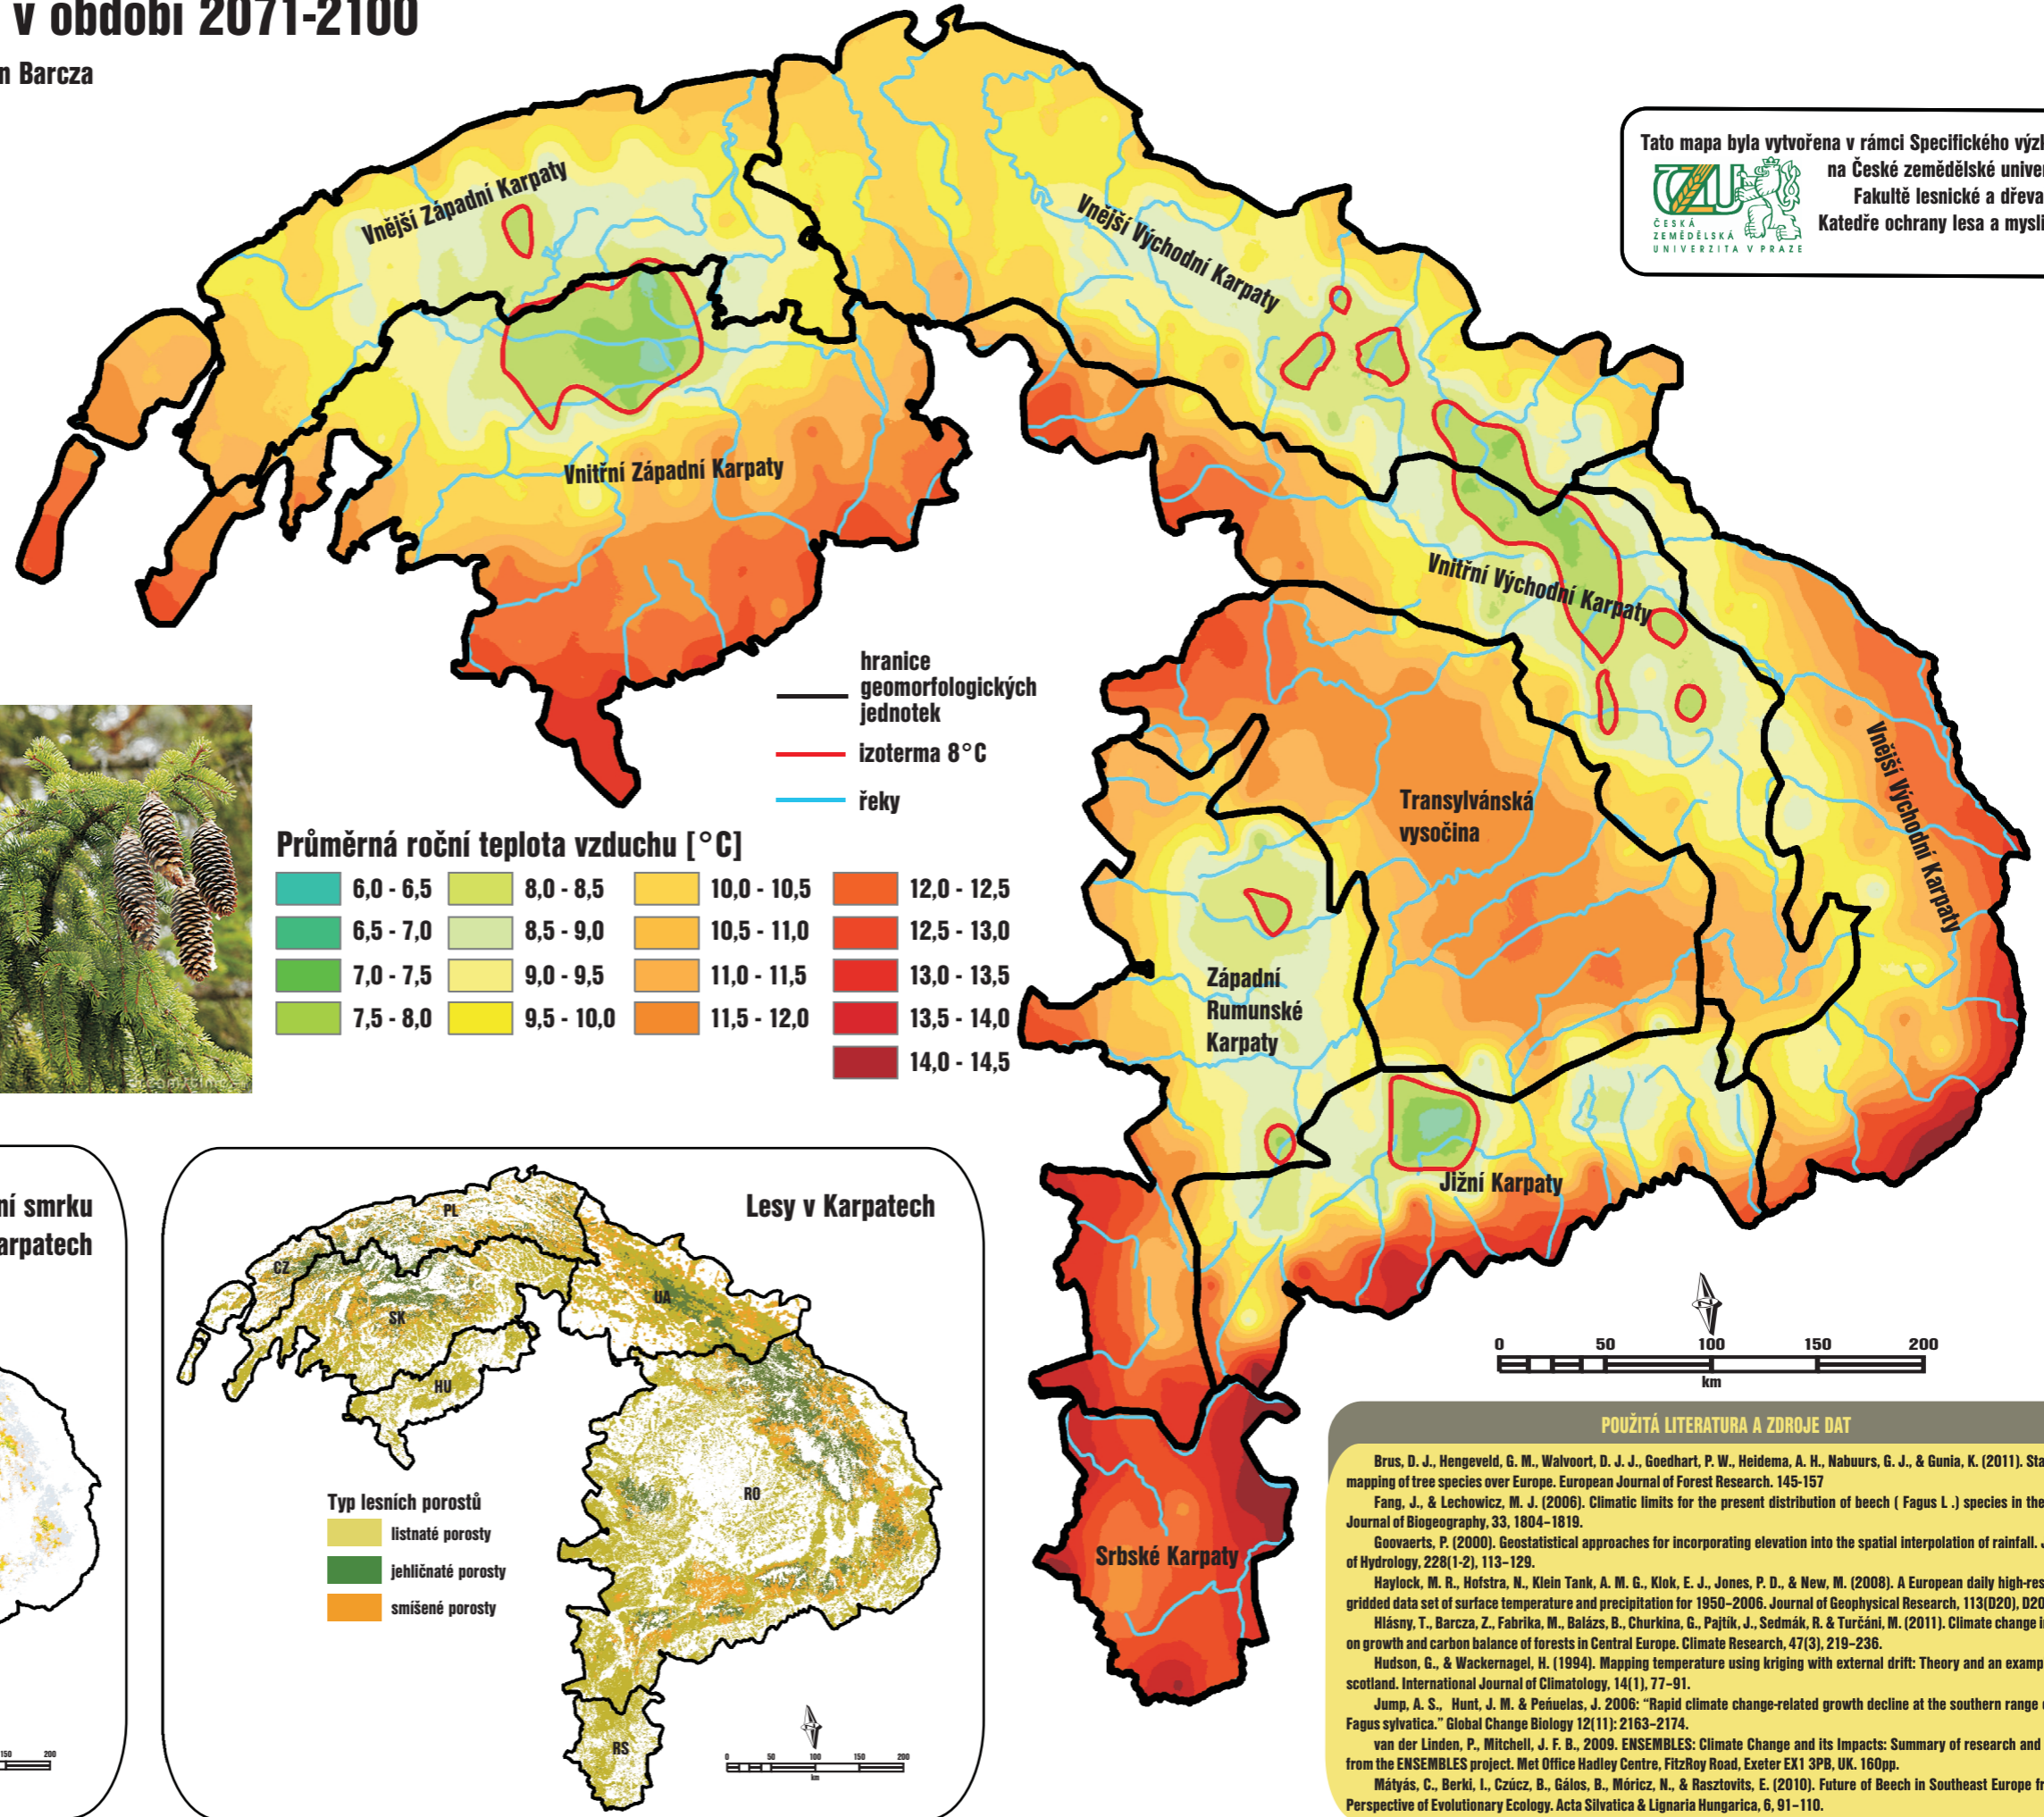 v období 2071-2100
n Barcza
Tato mapa byla vytvořena v rámci Specifického
na České zemědělské
Fakultě lesnické a
Katedře ochrany lesa a
ČZU
ČESKÁ
ZEMĚDĚLSKÁ
UNIVERZITA V PRAZE
Vnější Západní Karpaty
Vnější Východní Karpaty
Vnitřní Západní Karpaty
Vnitřní Východní Karpaty
Vnější Východní Karpaty
Transylvánská
vysočina
Západní
Rumunské
Karpaty
Jižní Karpaty
Srbské Karpaty
hranice
geomorfologických
jednotek
izoterma 8°C
řeky
Průměrná roční teplota vzduchu [°C]
6,0 - 6,5 8,0 - 8,5 10,0 - 10,5 12,0 - 12,5
6,5 - 7,0 8,5 - 9,0 10,5 - 11,0 12,5 - 13,0
7,0 - 7,5 9,0 - 9,5 11,0 - 11,5 13,0 - 13,5
7,5 - 8,0 9,5 - 10,0 11,5 - 12,0 13,5 - 14,0
14,0 - 14,5
ní smrku
arpatech
150 200
Lesy v Karpatech
PL
CZ
SK
UA
HU
RO
RS
Typ lesních porostů
listnaté porosty
jehličnaté porosty
smíšené porosty
0 50 100 150 200
km
0 50 100 150 200
km
POUŽITÁ LITERATURA A ZDROJE DAT
Brus, D. J., Hengeveld, G. M., Walvoort, D. J. J., Goedhart, P. W., Heidema, A. H., Nabuurs, G. J., & Gunia, K. (2011). Sta
mapping of tree species over Europe. European Journal of Forest Research. 145-157
Fang, J., & Lechowicz, M. J. (2006). Climatic limits for the present distribution of beech ( Fagus L .) species in the
Journal of Biogeography, 33, 1804–1819.
Goovaerts, P. (2000). Geostatistical approaches for incorporating elevation into the spatial interpolation of rainfall. J
of Hydrology, 228(1-2), 113–129.
Haylock, M. R., Hofstra, N., Klein Tank, A. M. G., Klok, E. J., Jones, P. D., & New, M. (2008). A European daily high-res
gridded data set of surface temperature and precipitation for 1950–2006. Journal of Geophysical Research, 113(D20), D20
Hlásny, T., Barcza, Z., Fabrika, M., Balázs, B., Churkina, G., Pajtík, J., Sedmák, R. & Turčáni, M. (2011). Climate change i
on growth and carbon balance of forests in Central Europe. Climate Research, 47(3), 219–236.
Hudson, G., & Wackernagel, H. (1994). Mapping temperature using kriging with external drift: Theory and an examp
scotland. International Journal of Climatology, 14(1), 77–91.
Jump, A. S., Hunt, J. M. & Peńuelas, J. 2006: “Rapid climate change-related growth decline at the southern range
Fagus sylvatica.” Global Change Biology 12(11): 2163–2174.
van der Linden, P., Mitchell, J. F. B., 2009. ENSEMBLES: Climate Change and its Impacts: Summary of research and
from the ENSEMBLES project. Met Office Hadley Centre, FitzRoy Road, Exeter EX1 3PB, UK. 160pp.
Mátyás, C., Berki, I., Czúcz, B., Gálos, B., Móricz, N., & Rasztovits, E. (2010). Future of Beech in Southeast Europe fr
Perspective of Evolutionary Ecology. Acta Silvatica & Lignaria Hungarica, 6, 91–110.